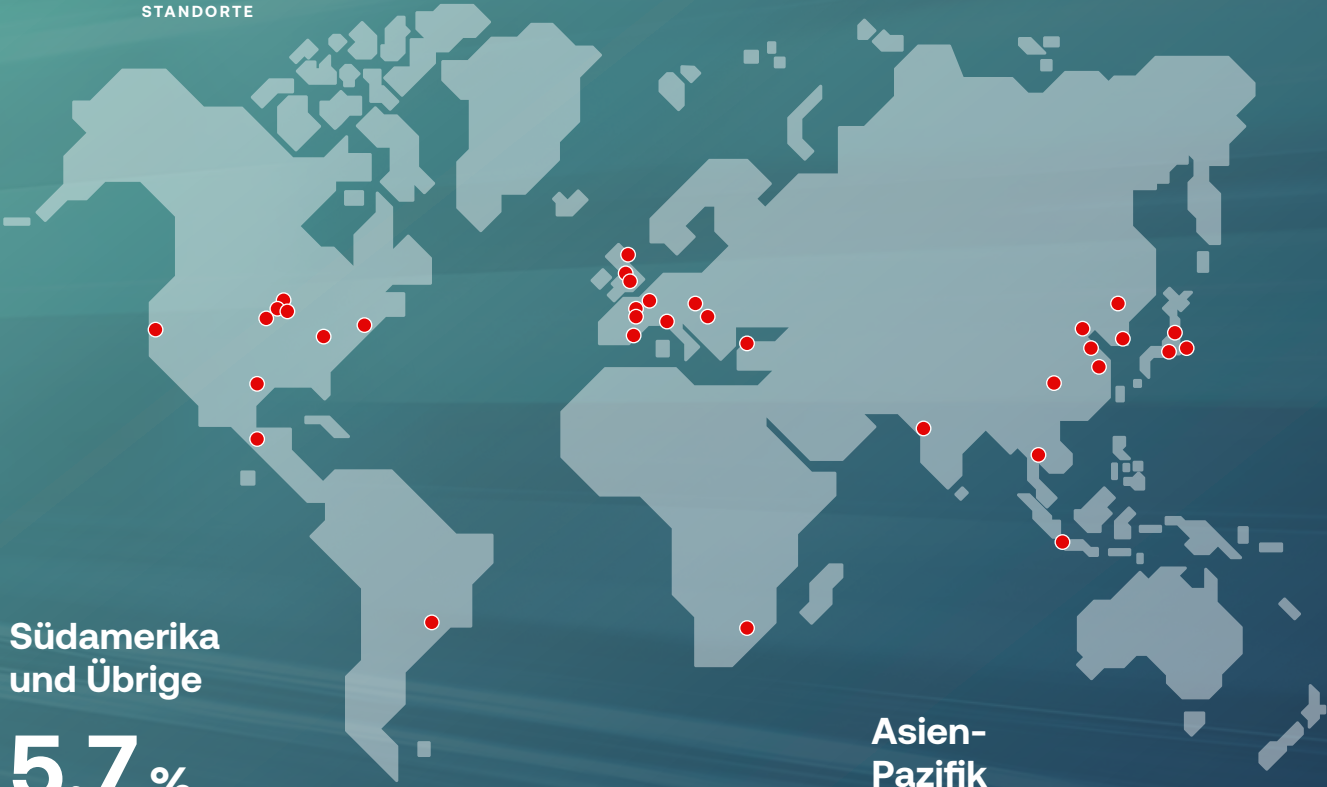 STANDORTE
Südamerika
und Übrige
5.7 %
Asien-
Pazifik